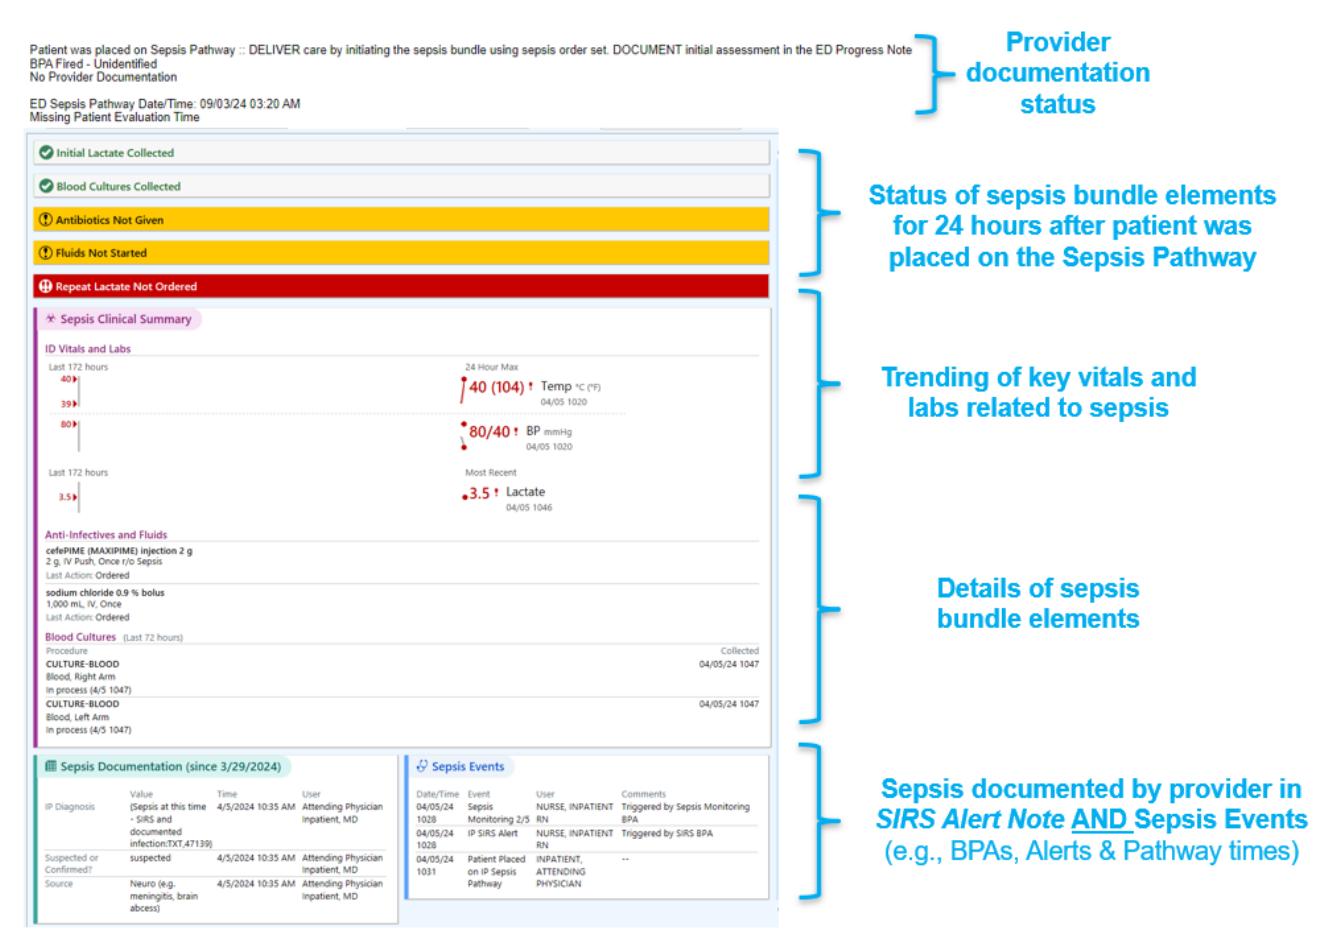 Patient was placed on Sepsis Pathway :: DELIVER care by initiating the sepsis bundle using sepsis order set. DOCUMENT initial assessment in the ED Progress Note
BPA Fired - Unidentified
No Provider Documentation
ED Sepsis Pathway Date/Time: 09/03/24 03:20 AM
Missing Patient Evaluation Time
Provider
documentation
status
Initial Lactate Collected
Blood Cultures Collected
Antibiotics Not Given
Fluids Not Started
Repeat Lactate Not Ordered
Status of sepsis bundle elements
for 24 hours after patient was
placed on the Sepsis Pathway
Sepsis Clinical Summary
ID Vitals and Labs
Last 172 hours
40
39
80
24 Hour Max
40 (104) ! Temp °C (°F)
04/05 1020
80/40 ! BP mmHg
04/05 1020
Last 172 hours
3.5
Most Recent
3.5 ! Lactate
04/05 1046
Trending of key vitals and
labs related to sepsis
Anti-Infectives and Fluids
cefePIME (MAXIPIME) injection 2 g
2 g, IV Push, Once r/o Sepsis
Last Action: Ordered
sodium chloride 0.9 % bolus
1,000 mL, IV, Once
Last Action: Ordered
Blood Cultures (Last 72 hours)
Procedure Collected
CULTURE-BLOOD 04/05/24 1047
Blood, Right Arm
In process (4/5 1047)
CULTURE-BLOOD 04/05/24 1047
Blood, Left Arm
In process (4/5 1047)
Details of sepsis
bundle elements
Sepsis Documentation (since 3/29/2024)
Value Time User
IP Diagnosis (Sepsis at this time 4/5/2024 10:35 AM Attending Physician
- SIRS and Inpatient, MD
documented
infection:TXT,47139)
Suspected or suspected 4/5/2024 10:35 AM Attending Physician
Confirmed? Inpatient, MD
Source Neuro (e.g. 4/5/2024 10:35 AM Attending Physician
meningitis, brain Inpatient, MD
abcess)
Sepsis Events
Date/Time Event User Comments
04/05/24 Sepsis NURSE, INPATIENT Triggered by Sepsis Monitoring
1028 Monitoring 2/5 RN BPA
04/05/24 IP SIRS Alert NURSE, INPATIENT Triggered by SIRS BPA
1028 RN
04/05/24 Patient Placed INPATIENT, --
1031 on IP Sepsis ATTENDING
Pathway PHYSICIAN
Sepsis documented by provider in
SIRS Alert Note AND Sepsis Events
(e.g., BPAs, Alerts & Pathway times)